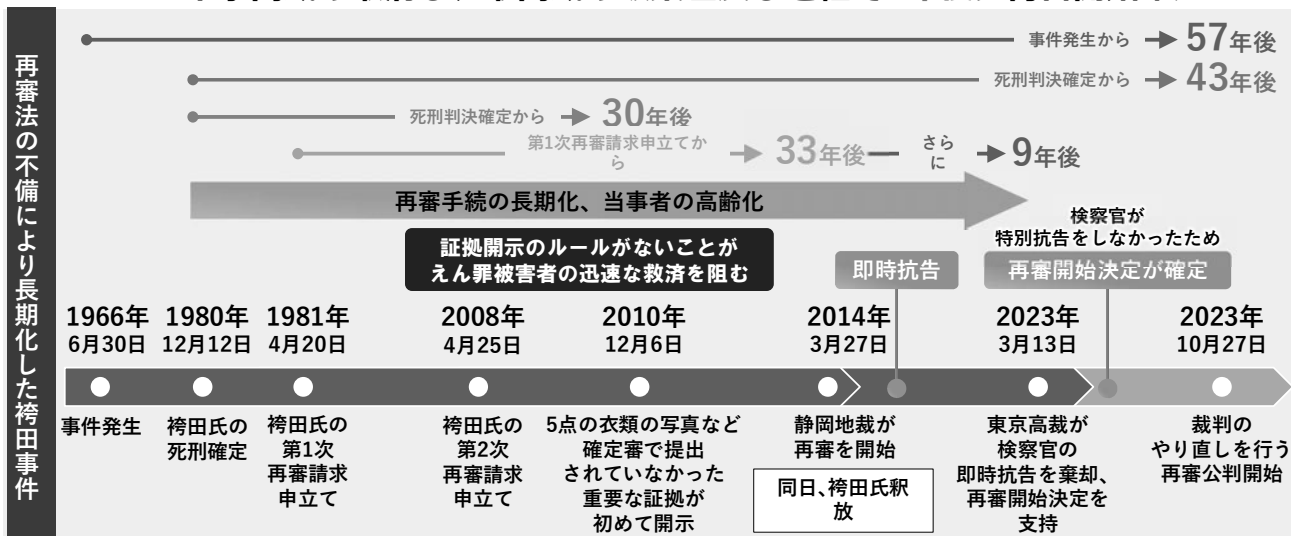 再審法の不備により長期化した袴田事件
事件発生から
57年後
死刑判決確定から
43年後
死刑判決確定から
30年後
第1次再審請求申立てか
ら
33年後
さら
に
9年後
再審手続の長期化、当事者の高齢化
検察官が
特別抗告をしなかったため
証拠開示のルールがないことが
えん罪被害者の迅速な救済を阻む
即時抗告
再審開始決定が確定
1966年
6月30日
1980年
12月12日
1981年
4月20日
2008年
4月25日
2010年
12月6日
2014年
3月27日
2023年
3月13日
2023年
10月27日
事件発生
袴田氏の
死刑確定
袴田氏の
第1次
再審請求
申立て
袴田氏の
第2次
再審請求
申立て
5点の衣類の写真など
確定審で提出
されていなかった
重要な証拠が
初めて開示
静岡地裁が
再審を開始
同日、袴田氏釈
放
東京高裁が
検察官の
即時抗告を棄却、
再審開始決定を
支持
裁判の
やり直しを行う
再審公判開始